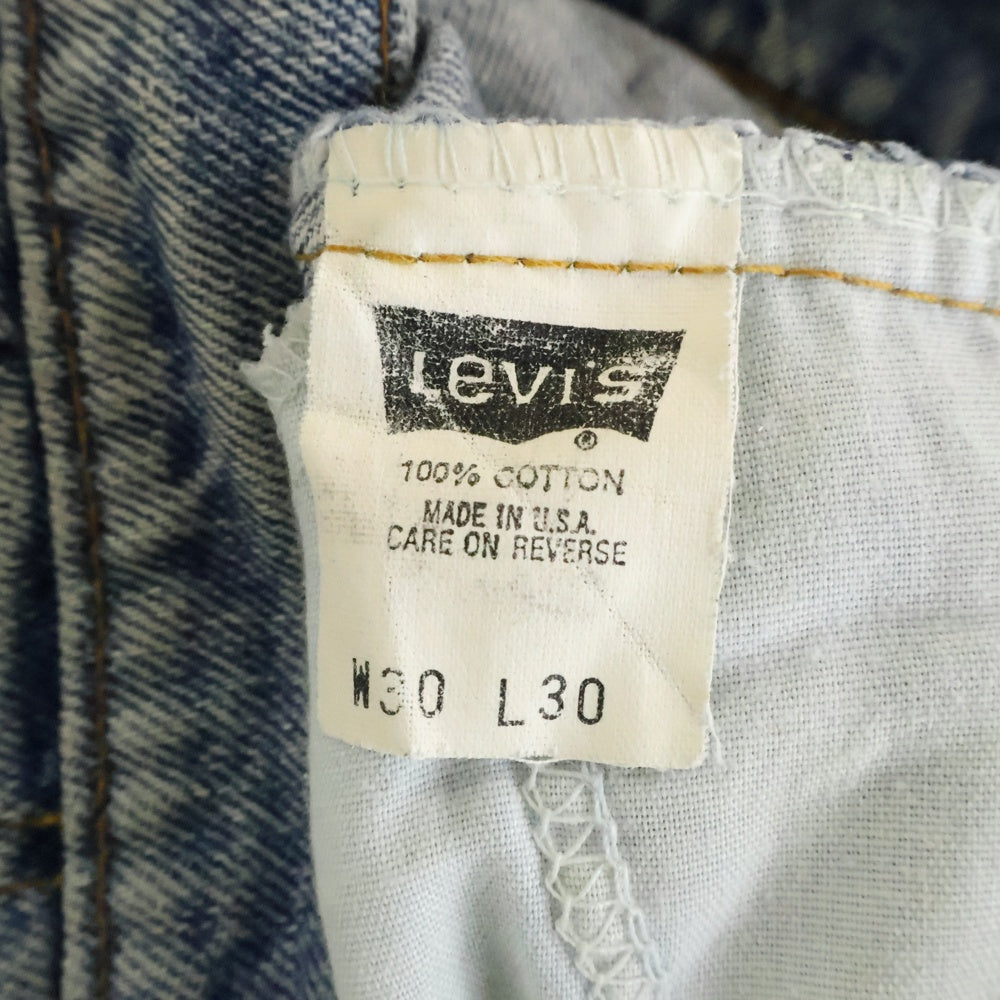 Levi's ®
100% COTTON
MADE IN U.S.A.
CARE ON REVERSE
W30 L30